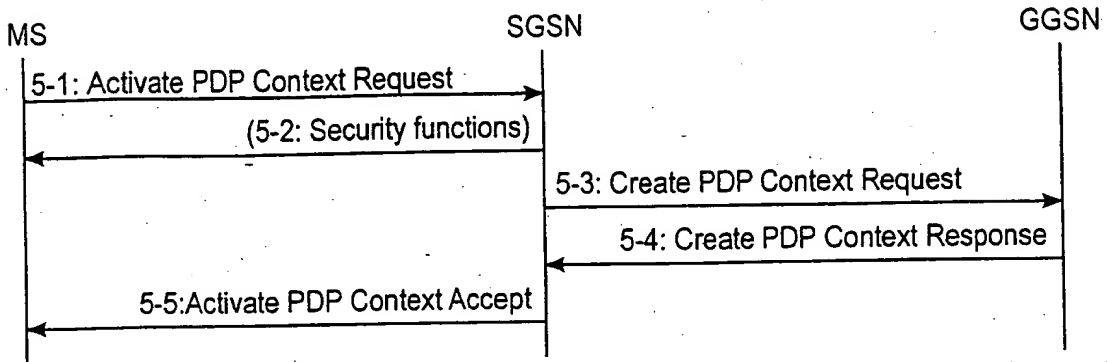 MS
SGSN
GGSN
5-1: Activate PDP Context Request
(5-2: Security functions)
5-3: Create PDP Context Request
5-4: Create PDP Context Response
5-5:Activate PDP Context Accept